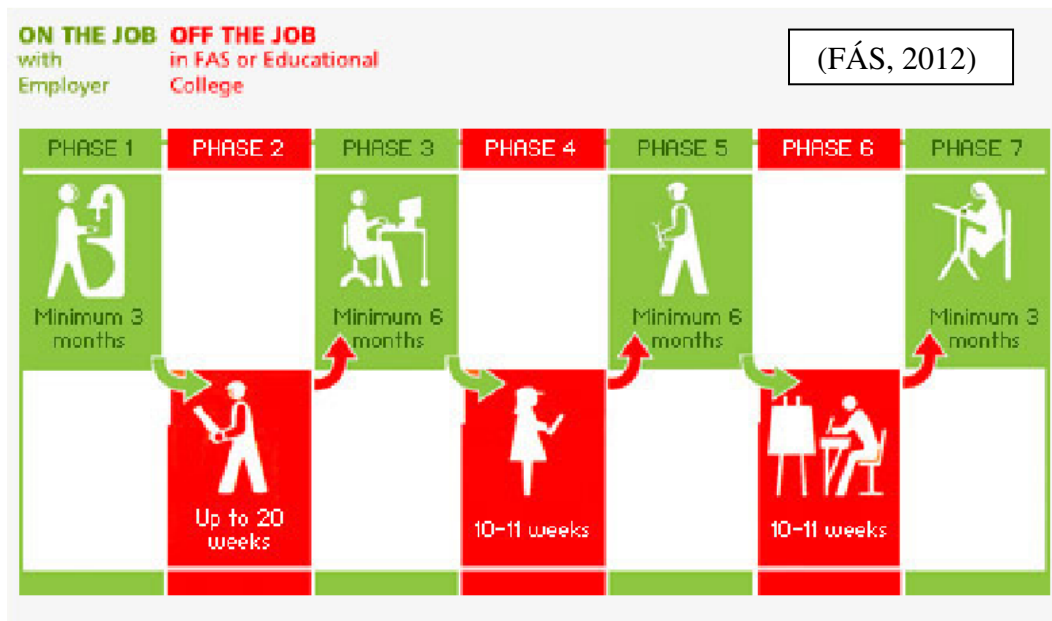 ON THE JOB
with
Employer
OFF THE JOB
in FAS or Educational
College
(FÁS, 2012)
PHASE 1
PHASE 2
PHASE 3
PHASE 4
PHASE 5
PHASE 6
PHASE 7
Minimum 3
months
Up to 20
weeks
Minimum 6
months
10-11 weeks
Minimum 6
months
10-11 weeks
Minimum 3
months